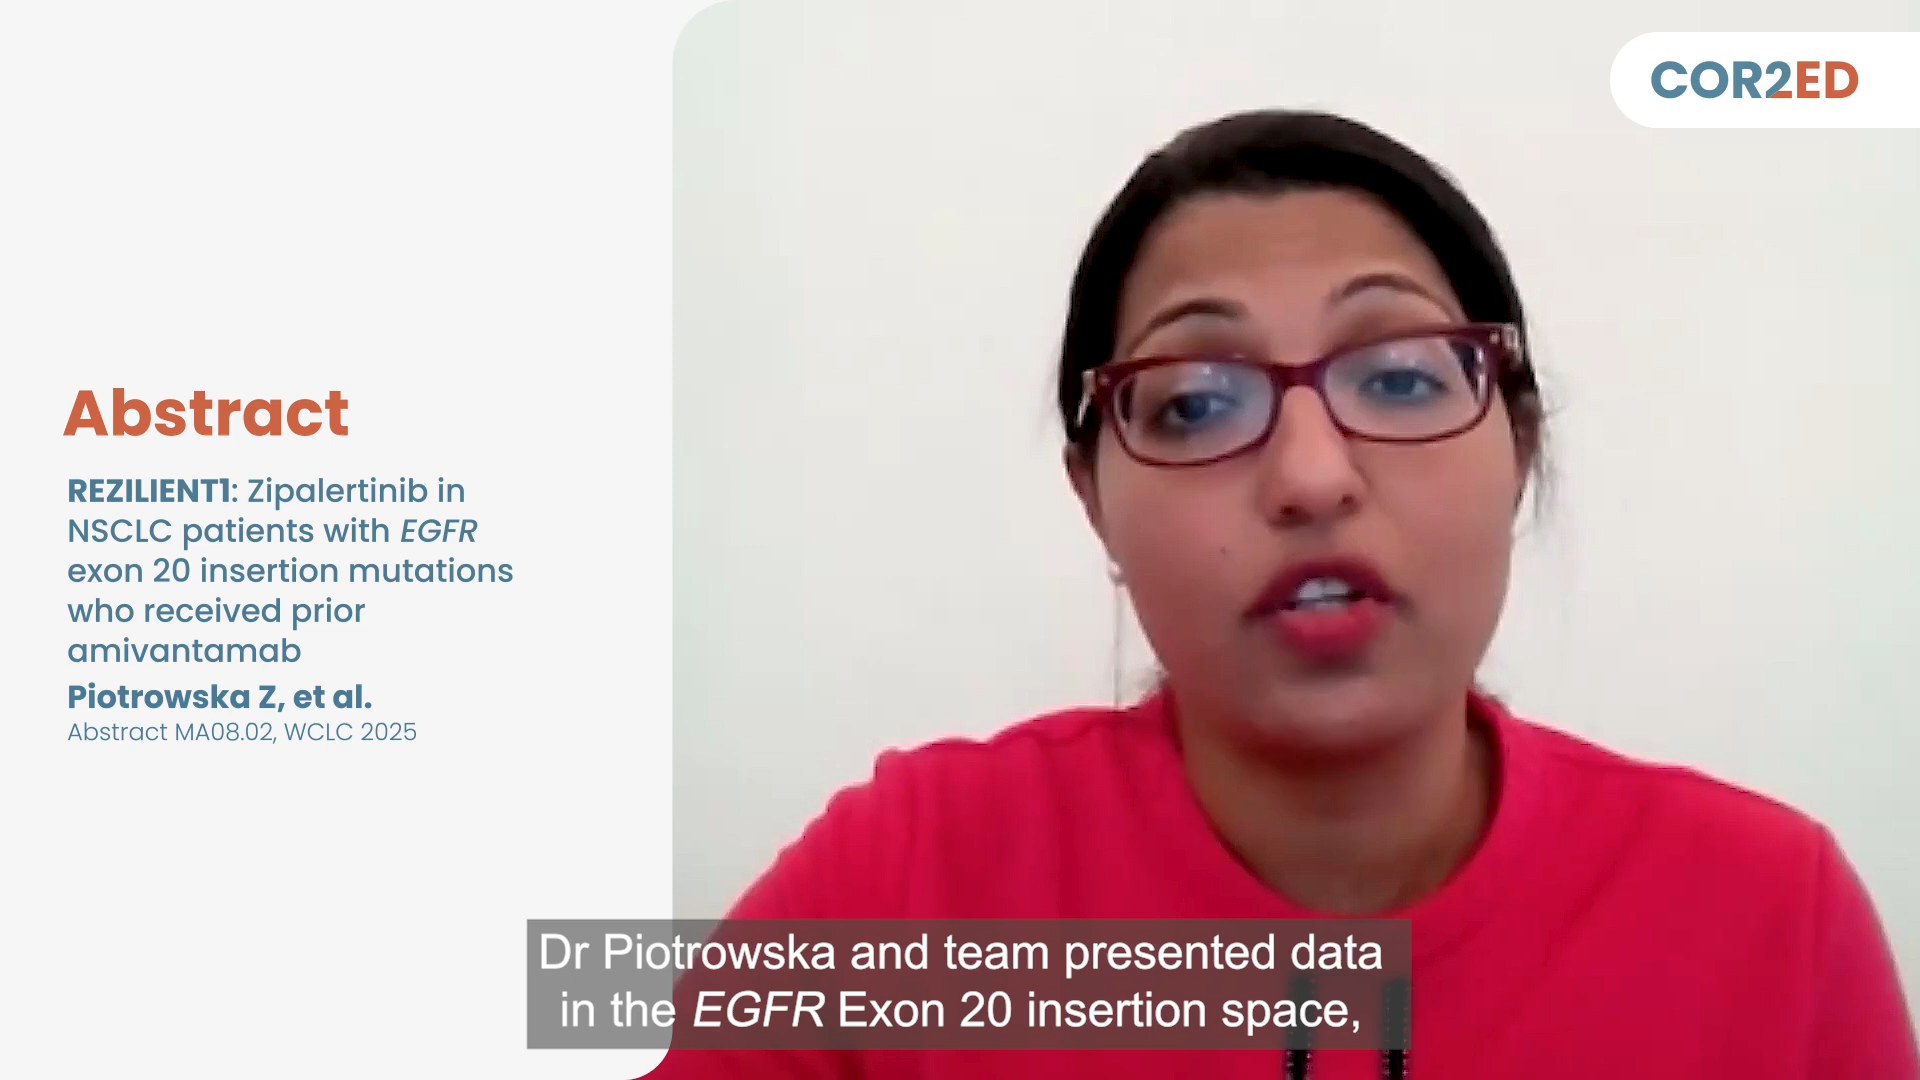 COR2ED
Abstract
REZILIENT1: Zipalertinib in
NSCLC patients with EGFR
exon 20 insertion mutations
who received prior
amivantamab
Piotrowska Z, et al.
Abstract MA08.02, WCLC 2025
Dr Piotrowska and team presented data
in the EGFR Exon 20 insertion space,